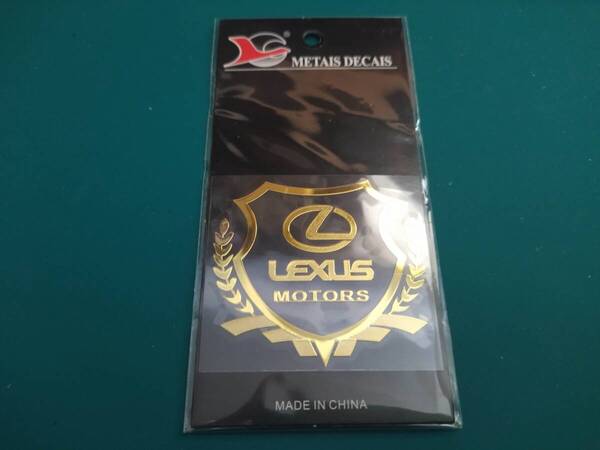 ®
METAIS DECAIS
LEXUS
MOTORS
MADE IN CHINA